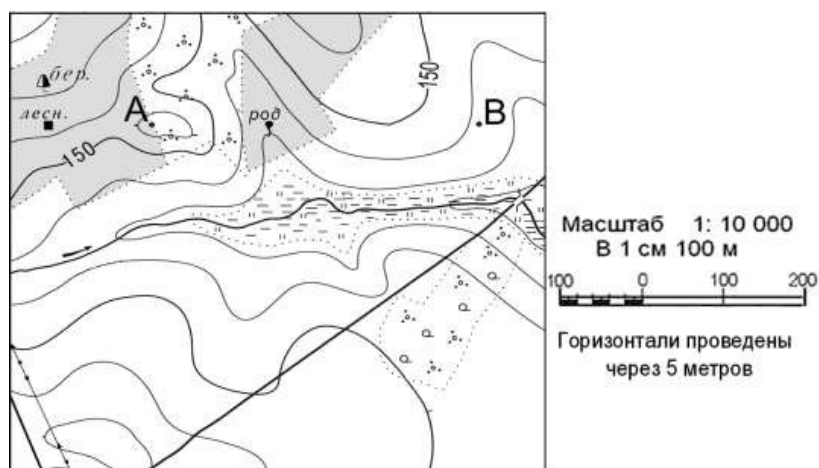 бер.
лесн.
А
род
В
150
150
Масштаб 1: 10 000
В 1 см 100 м
100 0 100 200
Горизонтали проведены
через 5 метров